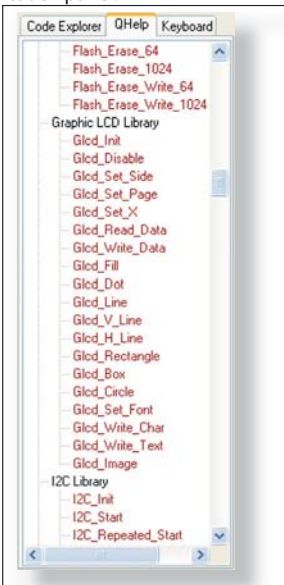 Code Explorer QHelp Keyboard
Flash_Erase_64
Flash_Erase_1024
Flash_Erase_Write_64
Flash_Erase_Write_1024
Graphic LCD Library
Glcd_Init
Glcd_Disable
Glcd_Set_Side
Glcd_Set_Page
Glcd_Set_X
Glcd_Read_Data
Glcd_Write_Data
Glcd_Fill
Glcd_Dot
Glcd_Line
Glcd_V_Line
Glcd_H_Line
Glcd_Rectangle
Glcd_Box
Glcd_Circle
Glcd_Set_Font
Glcd_Write_Char
Glcd_Write_Text
Glcd_Image
I2C Library
I2C_Init
I2C_Start
I2C_Repeated_Start